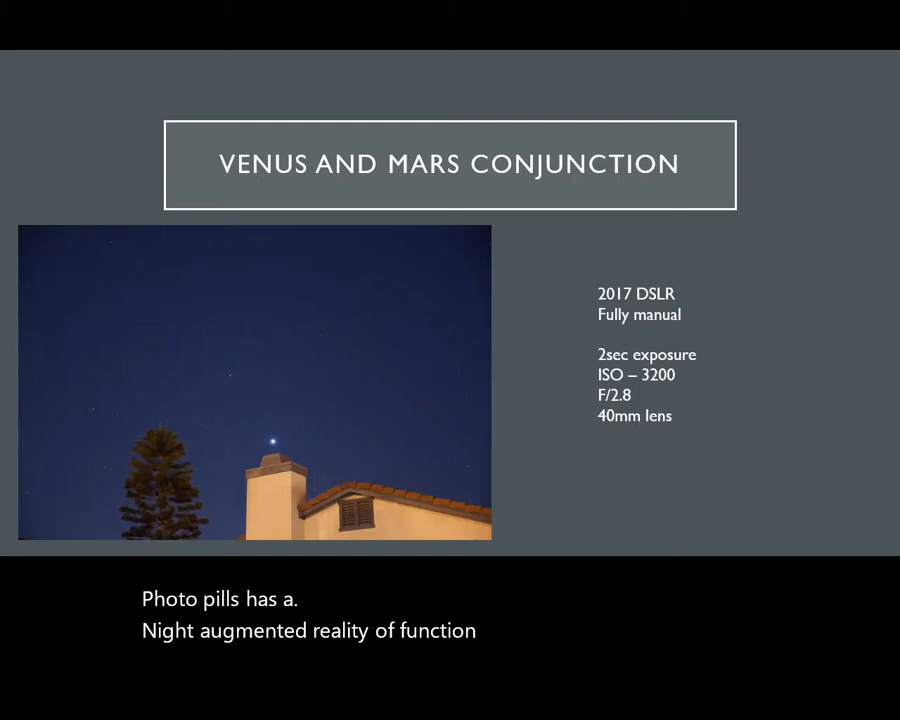 VENUS AND MARS CONJUNCTION
2017 DSLR
Fully manual
2sec exposure
ISO – 3200
F/2.8
40mm lens
Photo pills has a.
Night augmented reality of function